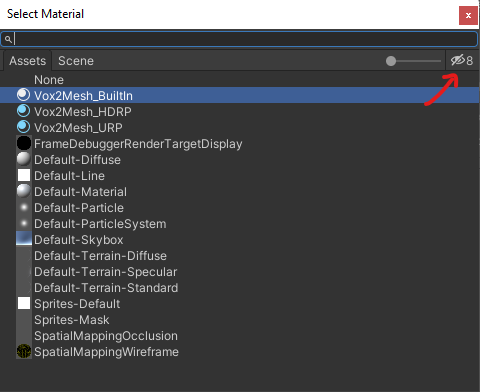 Select Material
x
Assets Scene 8
None
Vox2Mesh_BuiltIn
Vox2Mesh_HDRP
Vox2Mesh_URP
FrameDebuggerRenderTargetDisplay
Default-Diffuse
Default-Line
Default-Material
Default-Particle
Default-ParticleSystem
Default-Skybox
Default-Terrain-Diffuse
Default-Terrain-Specular
Default-Terrain-Standard
Sprites-Default
Sprites-Mask
SpatialMappingOcclusion
SpatialMappingWireframe